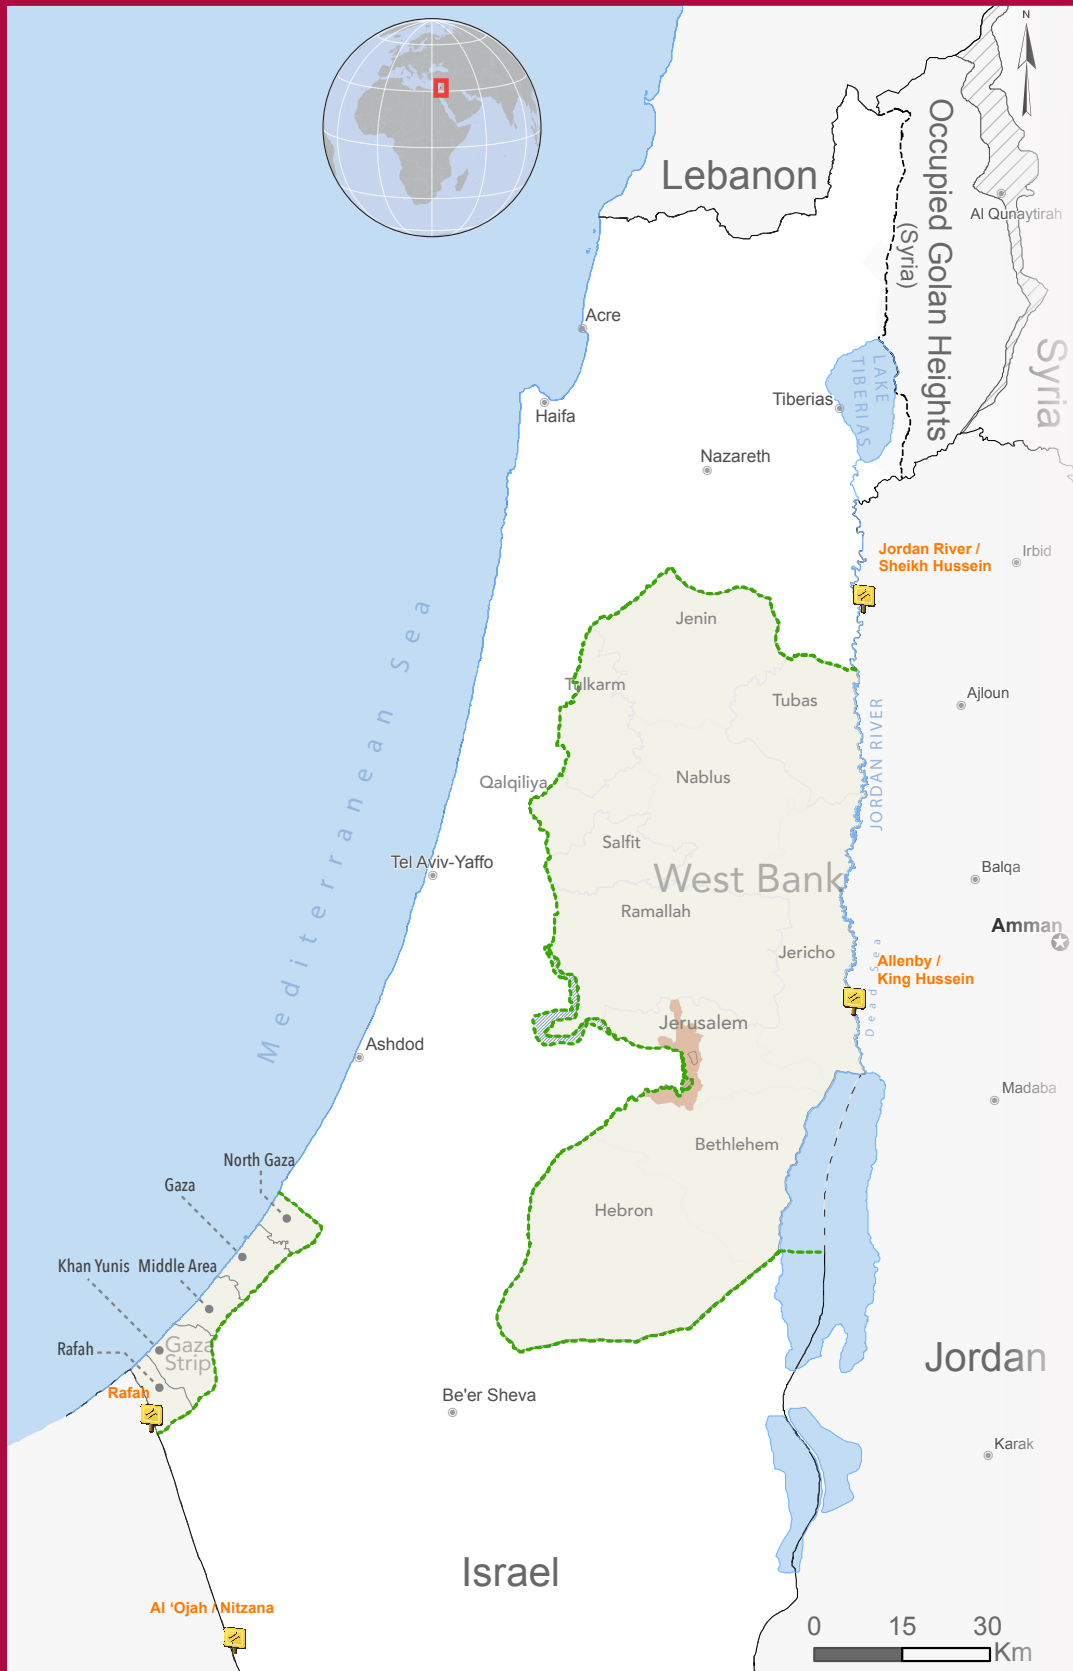 N
Lebanon
Occupied Golan Heights
(Syria)
Al Qunaytirah
Syria
Acre
LAKE
TIBERIAS
Tiberias
Haifa
Nazareth
Jordan River /
Sheikh Hussein
Irbid
Mediterranean Sea
Jenin
Tulkarm
Tubas
Ajloun
JORDAN RIVER
Qalqiliya
Nablus
Salfit
Tel Aviv-Yaffo
West Bank
Balqa
Ramallah
Amman
Jericho
Dead Sea
Allenby /
King Hussein
Jerusalem
Ashdod
Madaba
Bethlehem
North Gaza
Gaza
Hebron
Khan Yunis
Middle Area
Rafah
Gaza
Strip
Rafah
Jordan
Be'er Sheva
Karak
Israel
Al ‘Ojah / Nitzana
0 15 30
Km